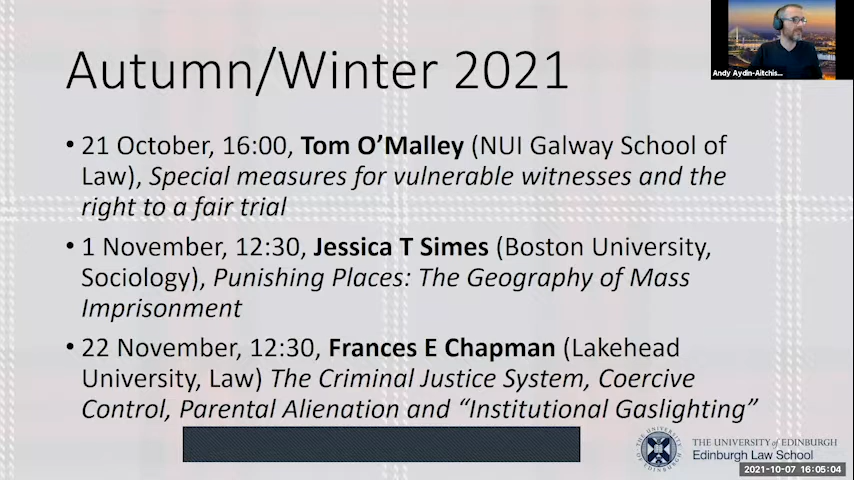 Autumn/Winter 2021
Andy Aydin-Aitchis...
• 21 October, 16:00, Tom O’Malley (NUI Galway School of
Law), Special measures for vulnerable witnesses and the
right to a fair trial
• 1 November, 12:30, Jessica T Simes (Boston University,
Sociology), Punishing Places: The Geography of Mass
Imprisonment
• 22 November, 12:30, Frances E Chapman (Lakehead
University, Law) The Criminal Justice System, Coercive
Control, Parental Alienation and “Institutional Gaslighting”
THE UNIVERSITY of EDINBURGH
Edinburgh Law School
2021-10-07 16:05:04